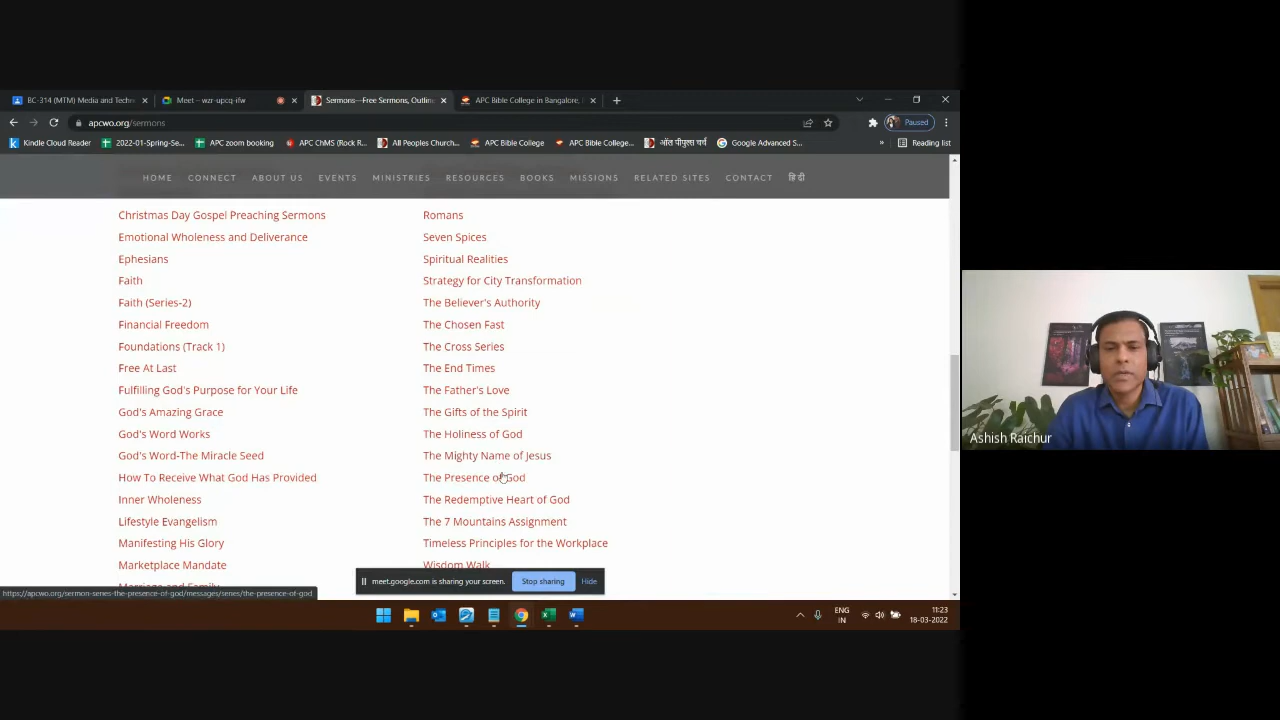 BC-314 (MTM) Media and Techn
Meet – wzr-upcq-ifw
Sermons—Free Sermons, Outlin
APC Bible College in Bangalore,
apcwo.org/sermons
Paused
Kindle Cloud Reader
2022-01-Spring-Se...
APC zoom booking
APC ChMS (Rock R...
All Peoples Church...
APC Bible College
APC Bible College...
ऑल पीपुल्स चर्च
Google Advanced S...
»
Reading list
HOME CONNECT ABOUT US EVENTS MINISTRIES RESOURCES BOOKS MISSIONS RELATED SITES CONTACT हिंदी
Christmas Day Gospel Preaching Sermons
Emotional Wholeness and Deliverance
Ephesians
Faith
Faith (Series-2)
Financial Freedom
Foundations (Track 1)
Free At Last
Fulfilling God's Purpose for Your Life
God's Amazing Grace
God's Word Works
God's Word-The Miracle Seed
How To Receive What God Has Provided
Inner Wholeness
Lifestyle Evangelism
Manifesting His Glory
Marketplace Mandate
Marriage and Family
Romans
Seven Spices
Spiritual Realities
Strategy for City Transformation
The Believer's Authority
The Chosen Fast
The Cross Series
The End Times
The Father's Love
The Gifts of the Spirit
The Holiness of God
The Mighty Name of Jesus
The Presence of God
The Redemptive Heart of God
The 7 Mountains Assignment
Timeless Principles for the Workplace
Wisdom Walk
meet.google.com is sharing your screen.
Stop sharing
Hide
https://apcwo.org/sermon-series-the-presence-of-god/messages/series/the-presence-of-god
ENG
IN
11:23
18-03-2022
Ashish Raichur